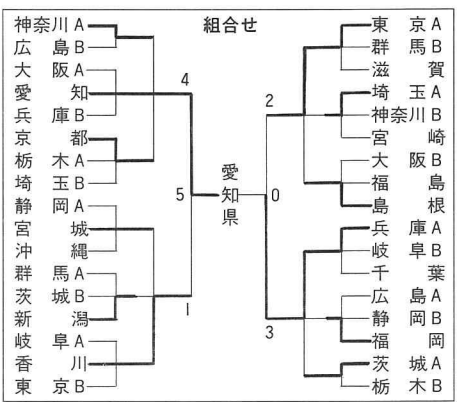 組合せ
神奈川A
広島B
大阪A
愛知
兵庫B
京都
栃木A
埼玉B
静岡A
宮城
沖縄
群馬A
茨城B
新潟
岐阜A
香川
東京B
4
5
1
愛知県
2
0
3
東京A
群馬B
滋賀
埼玉A
神奈川B
宮崎
大阪B
福島
島根
兵庫A
岐阜B
千葉
広島A
静岡B
福岡
茨城A
栃木B